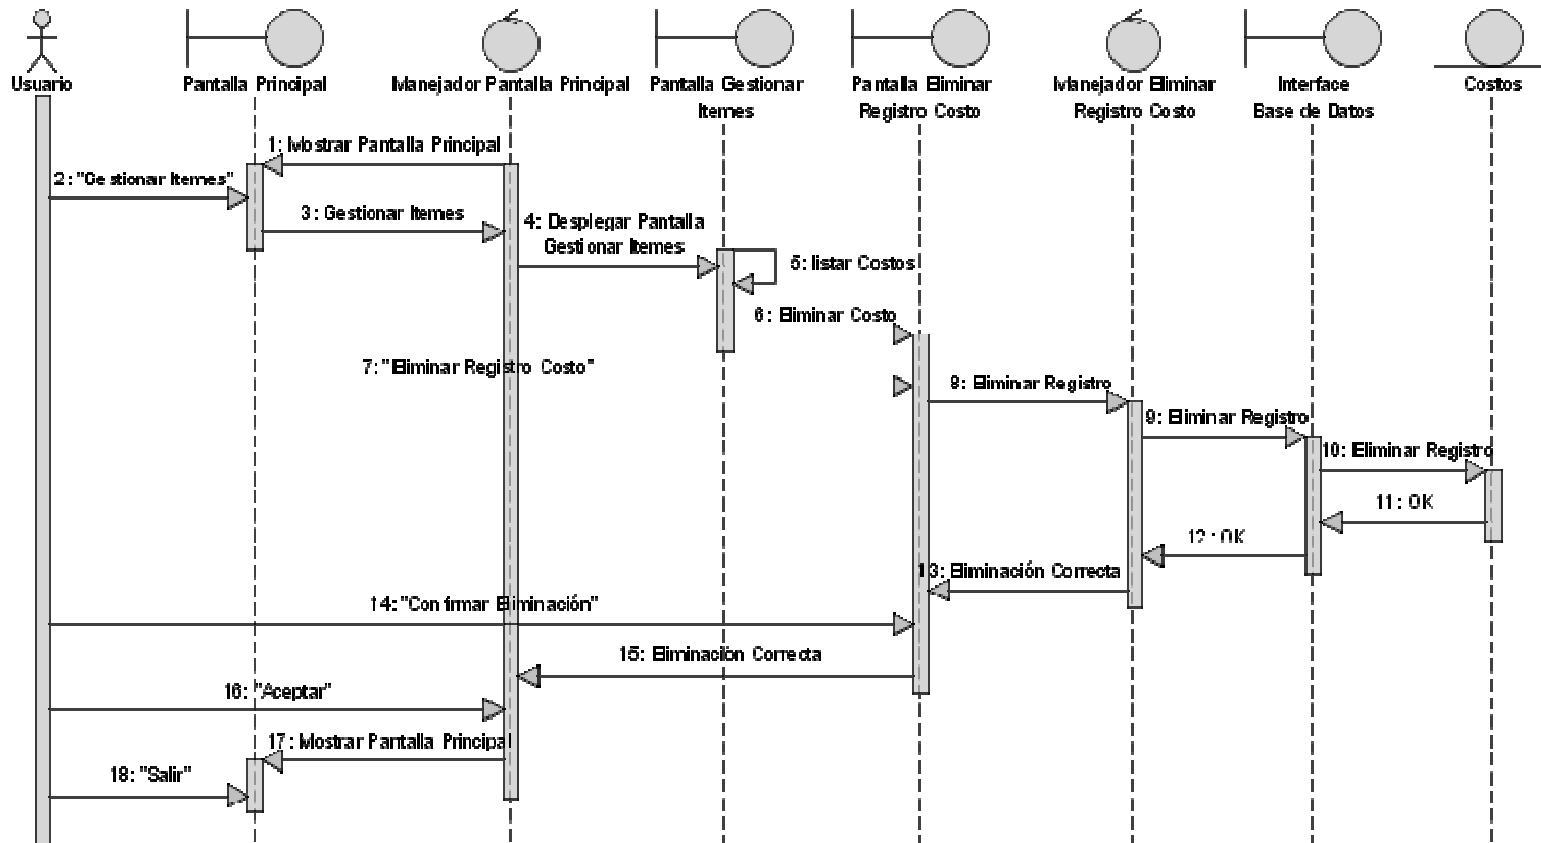 Usuario
Pantalla Principal
Manejador Pantalla Principal
Pantalla Gestionar
Itemes
Pantalla Eliminar
Registro Costo
Manejador Eliminar
Registro Costo
Interface
Base de Datos
Costos
1: Mostrar Pantalla Principal
2: "Gestionar Itemes"
3: Gestionar Itemes
4: Desplegar Pantalla
Gestionar Itemes
5: listar Costos
6: Eliminar Costo
7: "Eliminar Registro Costo"
8: Eliminar Registro
9: Eliminar Registro
10: Eliminar Registro
11: OK
12: OK
13: Eliminación Correcta
14: "Confirmar Eliminación"
15: Eliminación Correcta
16: "Aceptar"
17: Mostrar Pantalla Principal
18: "Salir"